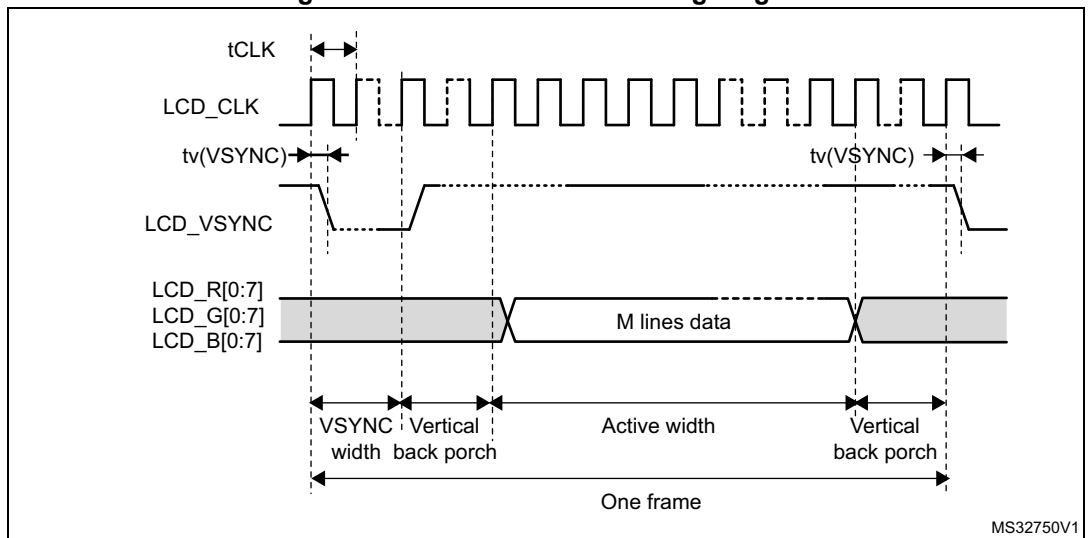 tCLK
LCD_CLK
tv(VSYNC)
tv(VSYNC)
LCD_VSYNC
LCD_R[0:7]
LCD_G[0:7]
LCD_B[0:7]
M lines data
VSYNC width
Vertical back porch
Active width
Vertical back porch
One frame
MS32750V1